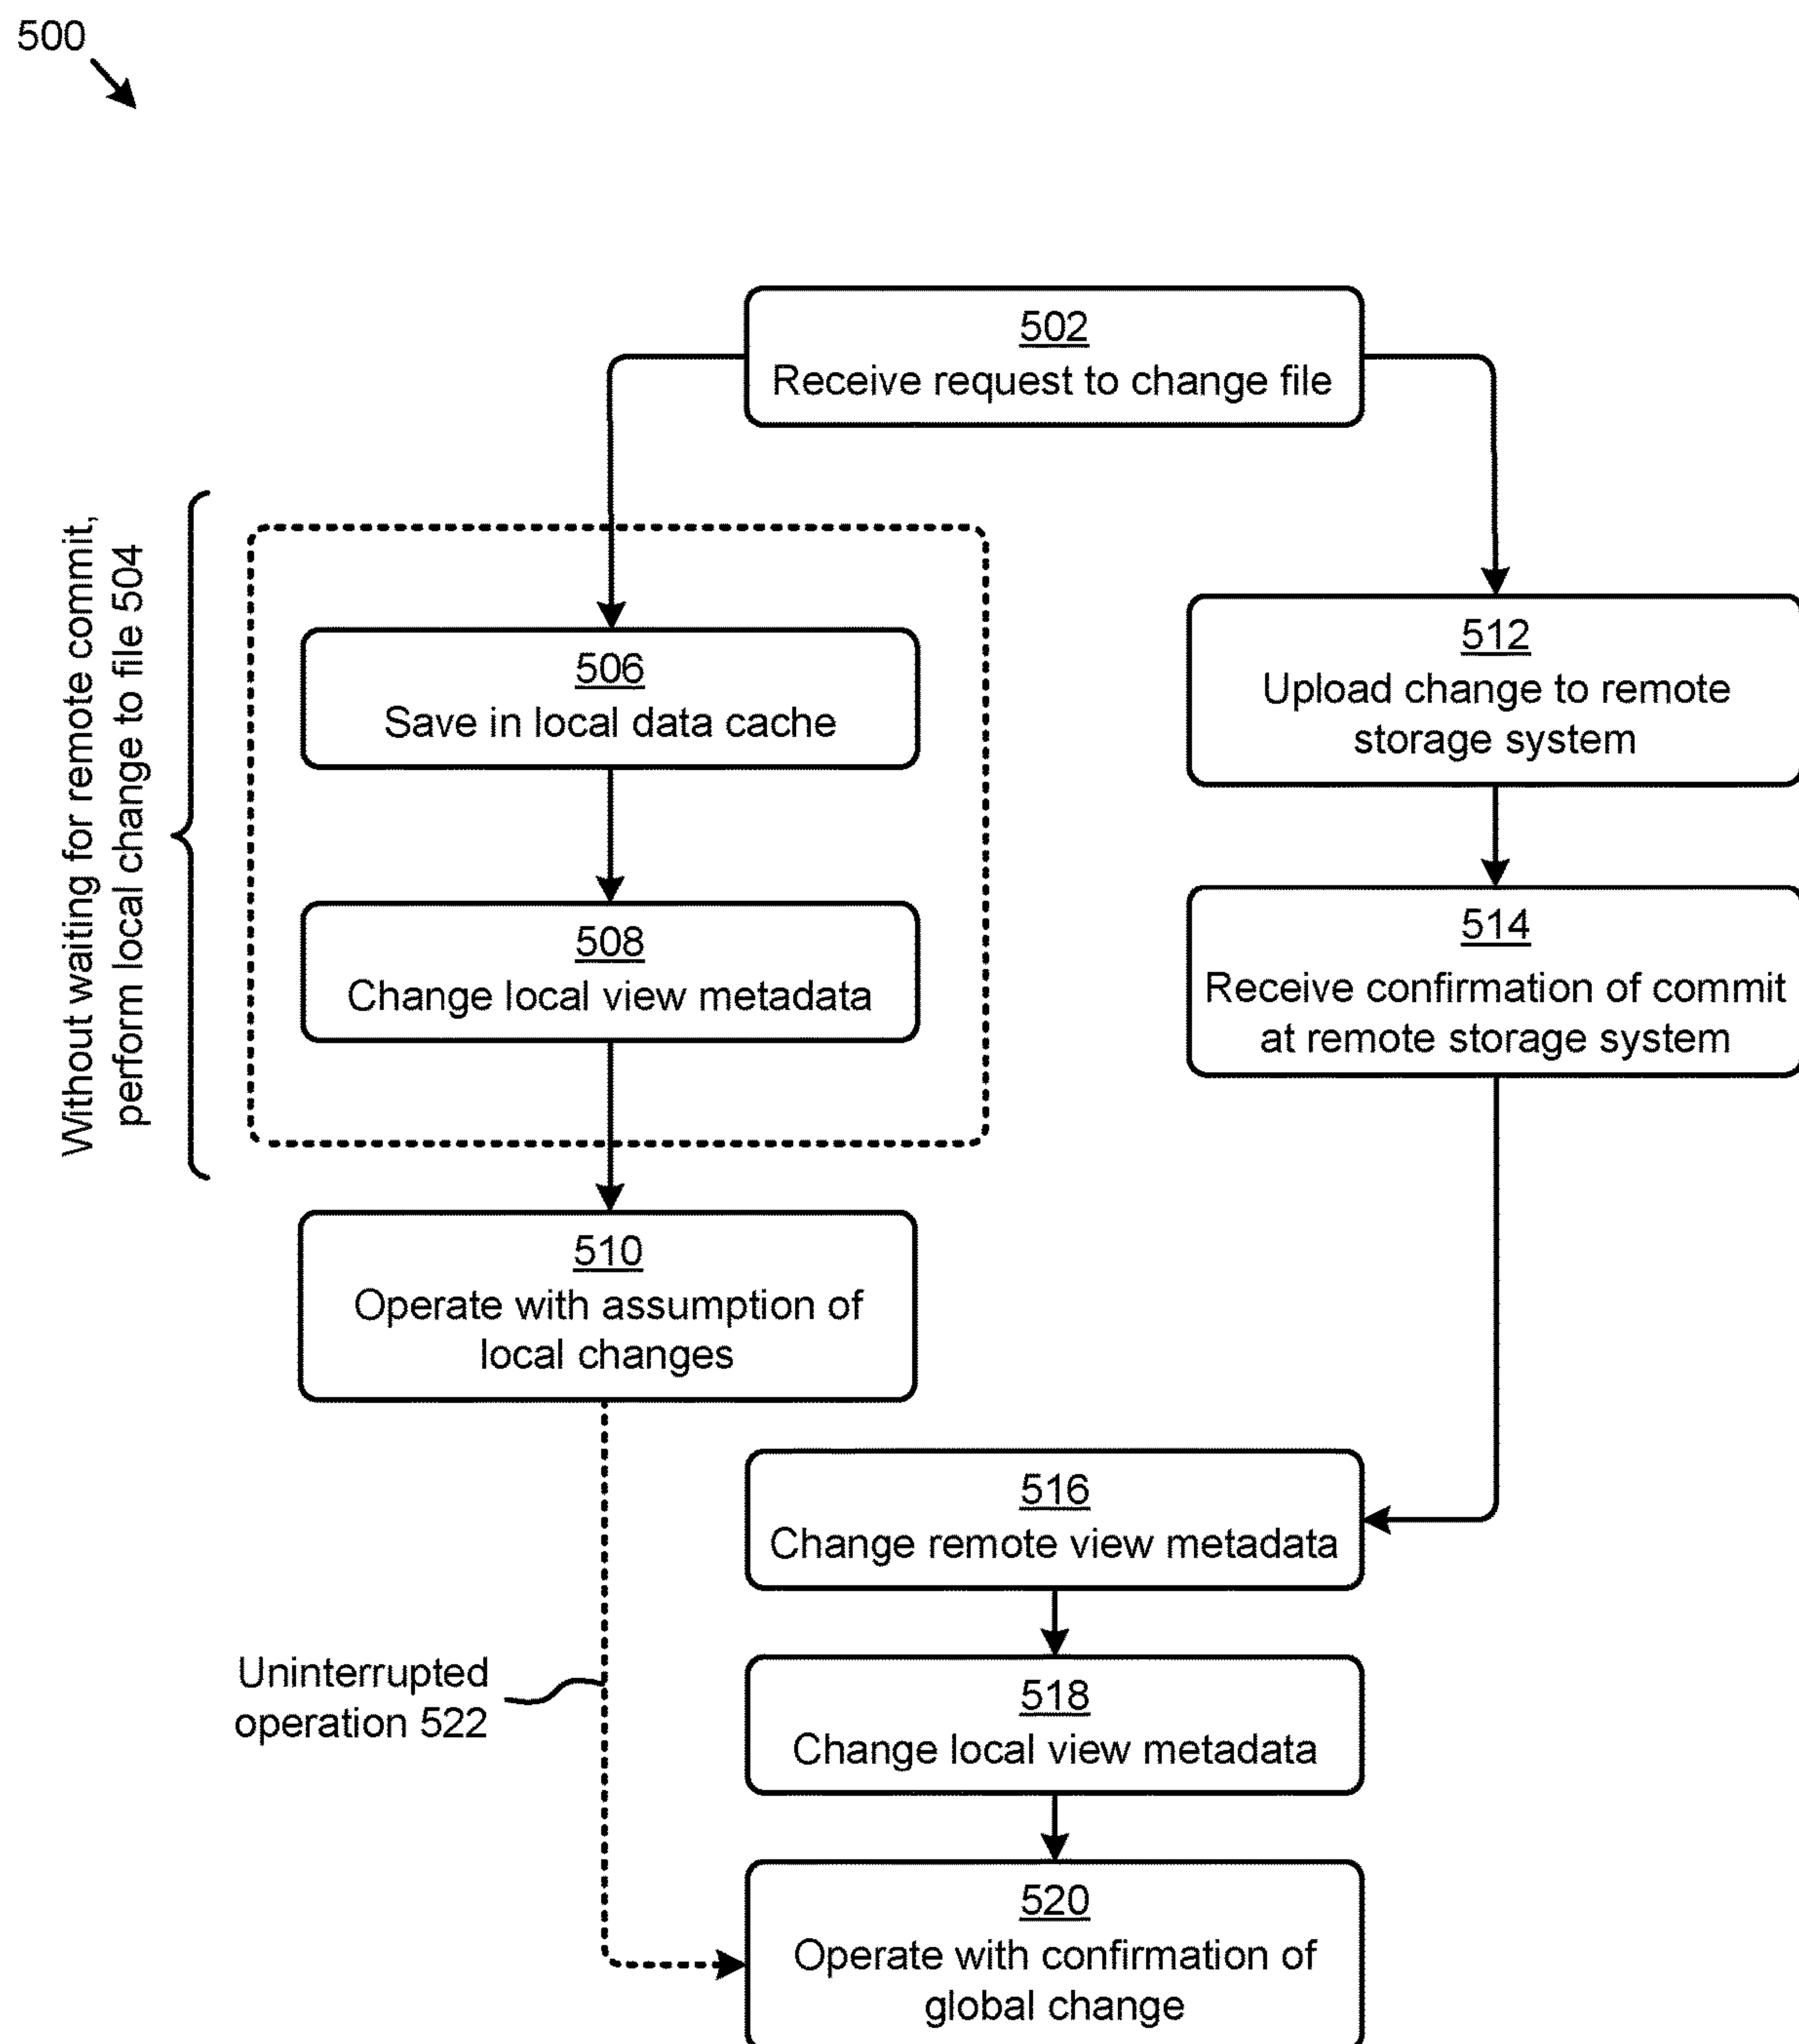 500
502
Receive request to change file
Without waiting for remote commit,
perform local change to file 504
506
Save in local data cache
508
Change local view metadata
510
Operate with assumption of
local changes
512
Upload change to remote
storage system
514
Receive confirmation of commit
at remote storage system
516
Change remote view metadata
518
Change local view metadata
Uninterrupted
operation 522
520
Operate with confirmation of
global change